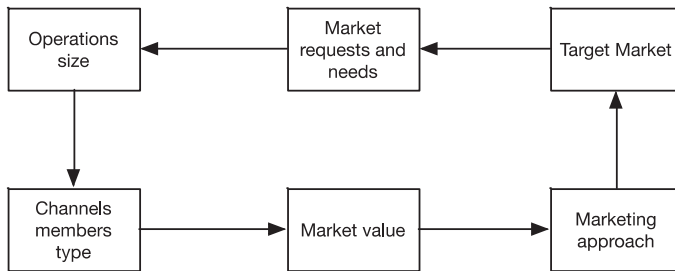 Operations
size
Market
requests and
needs
Target Market
Channels
members
type
Market value
Marketing
approach